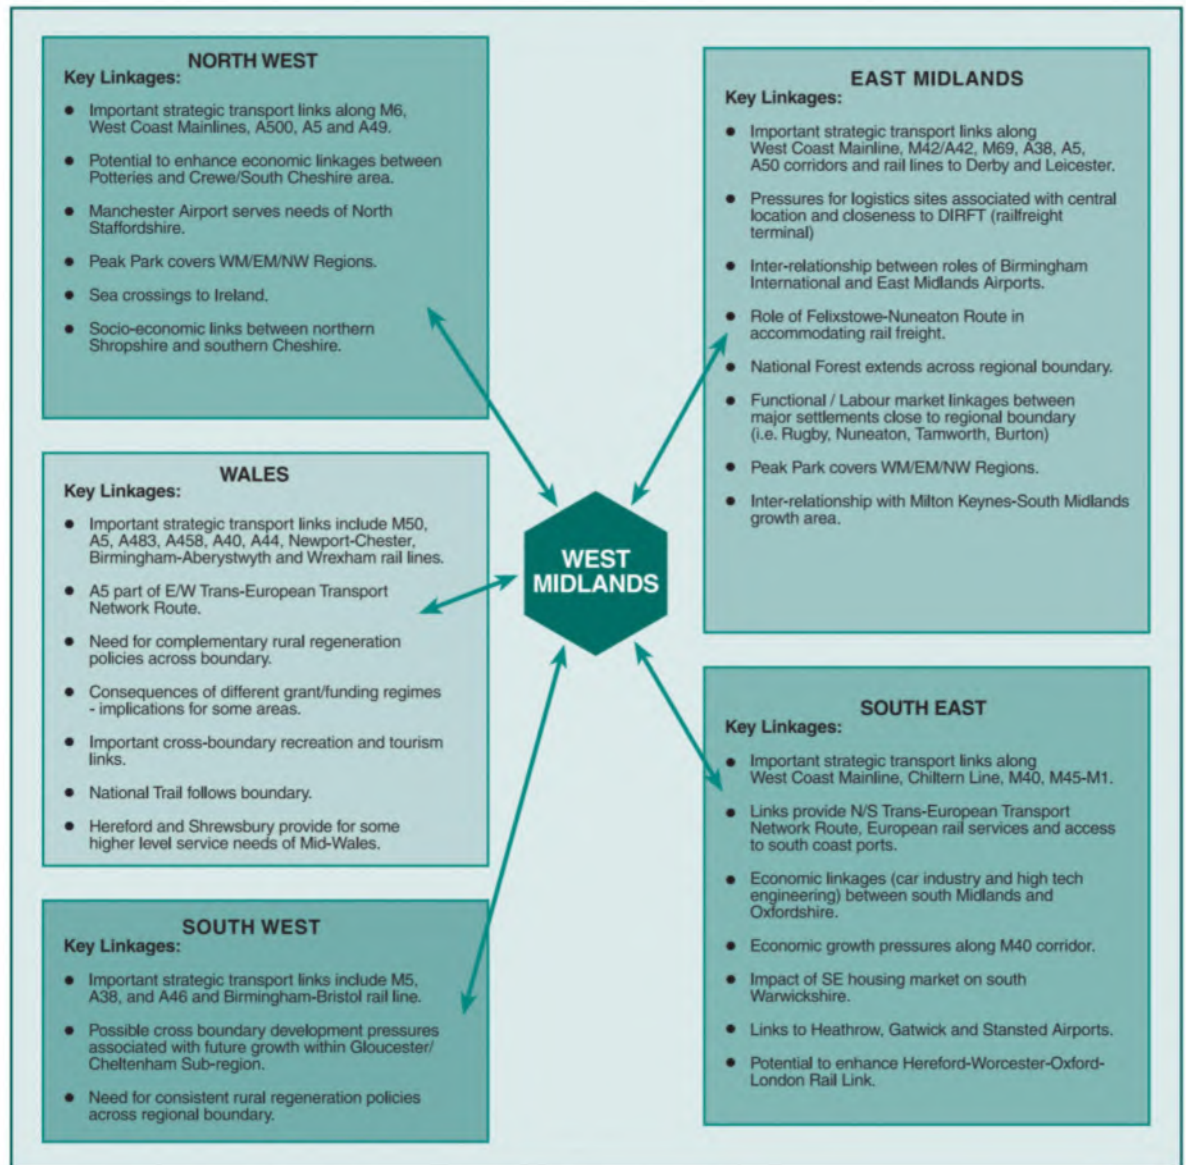 NORTH WEST
Key Linkages:
● Important strategic transport links along M6,
West Coast Mainlines, A500, A5 and A49.
● Potential to enhance economic linkages between
Potteries and Crewe/South Cheshire area.
● Manchester Airport serves needs of North
Staffordshire.
● Peak Park covers WM/EM/NW Regions.
● Sea crossings to Ireland.
● Socio-economic links between northern
Shropshire and southern Cheshire.
WALES
Key Linkages:
● Important strategic transport links include M50,
A5, A483, A458, A40, A44, Newport-Chester,
Birmingham-Aberystwyth and Wrexham rail lines.
● A5 part of E/W Trans-European Transport
Network Route.
● Need for complementary rural regeneration
policies across boundary.
● Consequences of different grant/funding regimes
- implications for some areas.
● Important cross-boundary recreation and tourism
links.
● National Trail follows boundary.
● Hereford and Shrewsbury provide for some
higher level service needs of Mid-Wales.
SOUTH WEST
Key Linkages:
● Important strategic transport links include M5,
A38, and A46 and Birmingham-Bristol rail line.
● Possible cross boundary development pressures
associated with future growth within Gloucester/
Cheltenham Sub-region.
● Need for consistent rural regeneration policies
across regional boundary.
WEST
MIDLANDS
EAST MIDLANDS
Key Linkages:
● Important strategic transport links along
West Coast Mainline, M42/A42, M69, A38, A5,
A50 corridors and rail lines to Derby and Leicester.
● Pressures for logistics sites associated with central
location and closeness to DIRFT (railfreight
terminal)
● Inter-relationship between roles of Birmingham
International and East Midlands Airports.
● Role of Felixstowe-Nuneaton Route in
accommodating rail freight.
● National Forest extends across regional boundary.
● Functional / Labour market linkages between
major settlements close to regional boundary
(i.e. Rugby, Nuneaton, Tamworth, Burton)
● Peak Park covers WM/EM/NW Regions.
● Inter-relationship with Milton Keynes-South Midlands
growth area.
SOUTH EAST
Key Linkages:
● Important strategic transport links along
West Coast Mainline, Chiltern Line, M40, M45-M1.
● Links provide N/S Trans-European Transport
Network Route, European rail services and access
to south coast ports.
● Economic linkages (car industry and high tech
engineering) between south Midlands and
Oxfordshire.
● Economic growth pressures along M40 corridor.
● Impact of SE housing market on south
Warwickshire.
● Links to Heathrow, Gatwick and Stansted Airports.
● Potential to enhance Hereford-Worcester-Oxford-
London Rail Link.